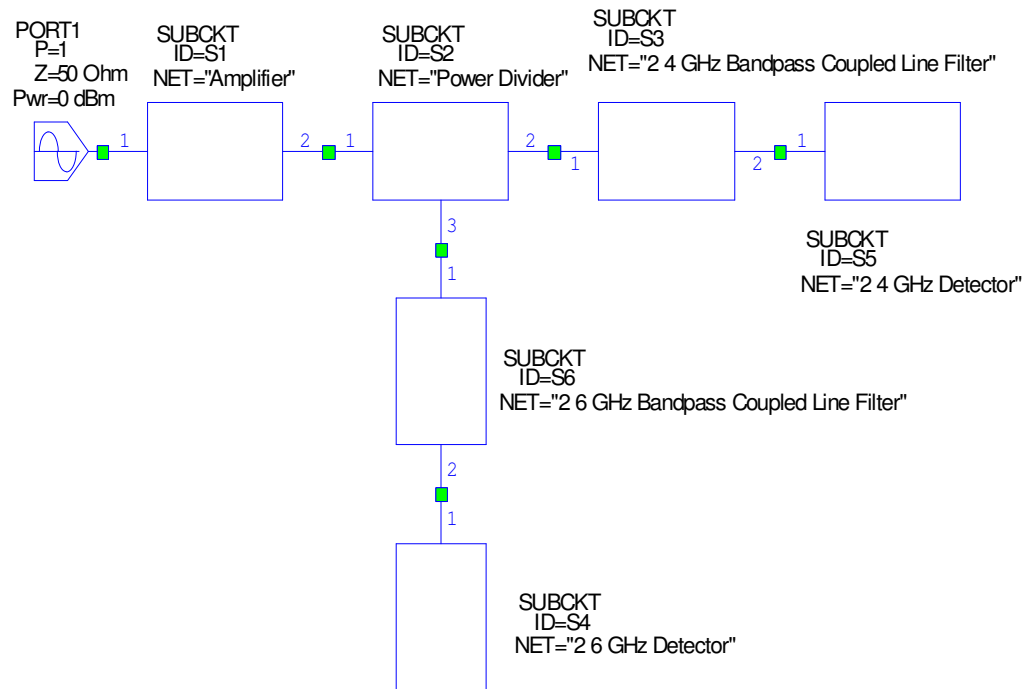 PORT1
P=1
Z=50 Ohm
Pwr=0 dBm
1
SUBCKT
ID=S1
NET="Amplifier"
2
1
SUBCKT
ID=S2
NET="Power Divider"
2
1
SUBCKT
ID=S3
NET="2 4 GHz Bandpass Coupled Line Filter"
2
1
SUBCKT
ID=S5
NET="2 4 GHz Detector"
3
1
SUBCKT
ID=S6
NET="2 6 GHz Bandpass Coupled Line Filter"
2
1
SUBCKT
ID=S4
NET="2 6 GHz Detector"